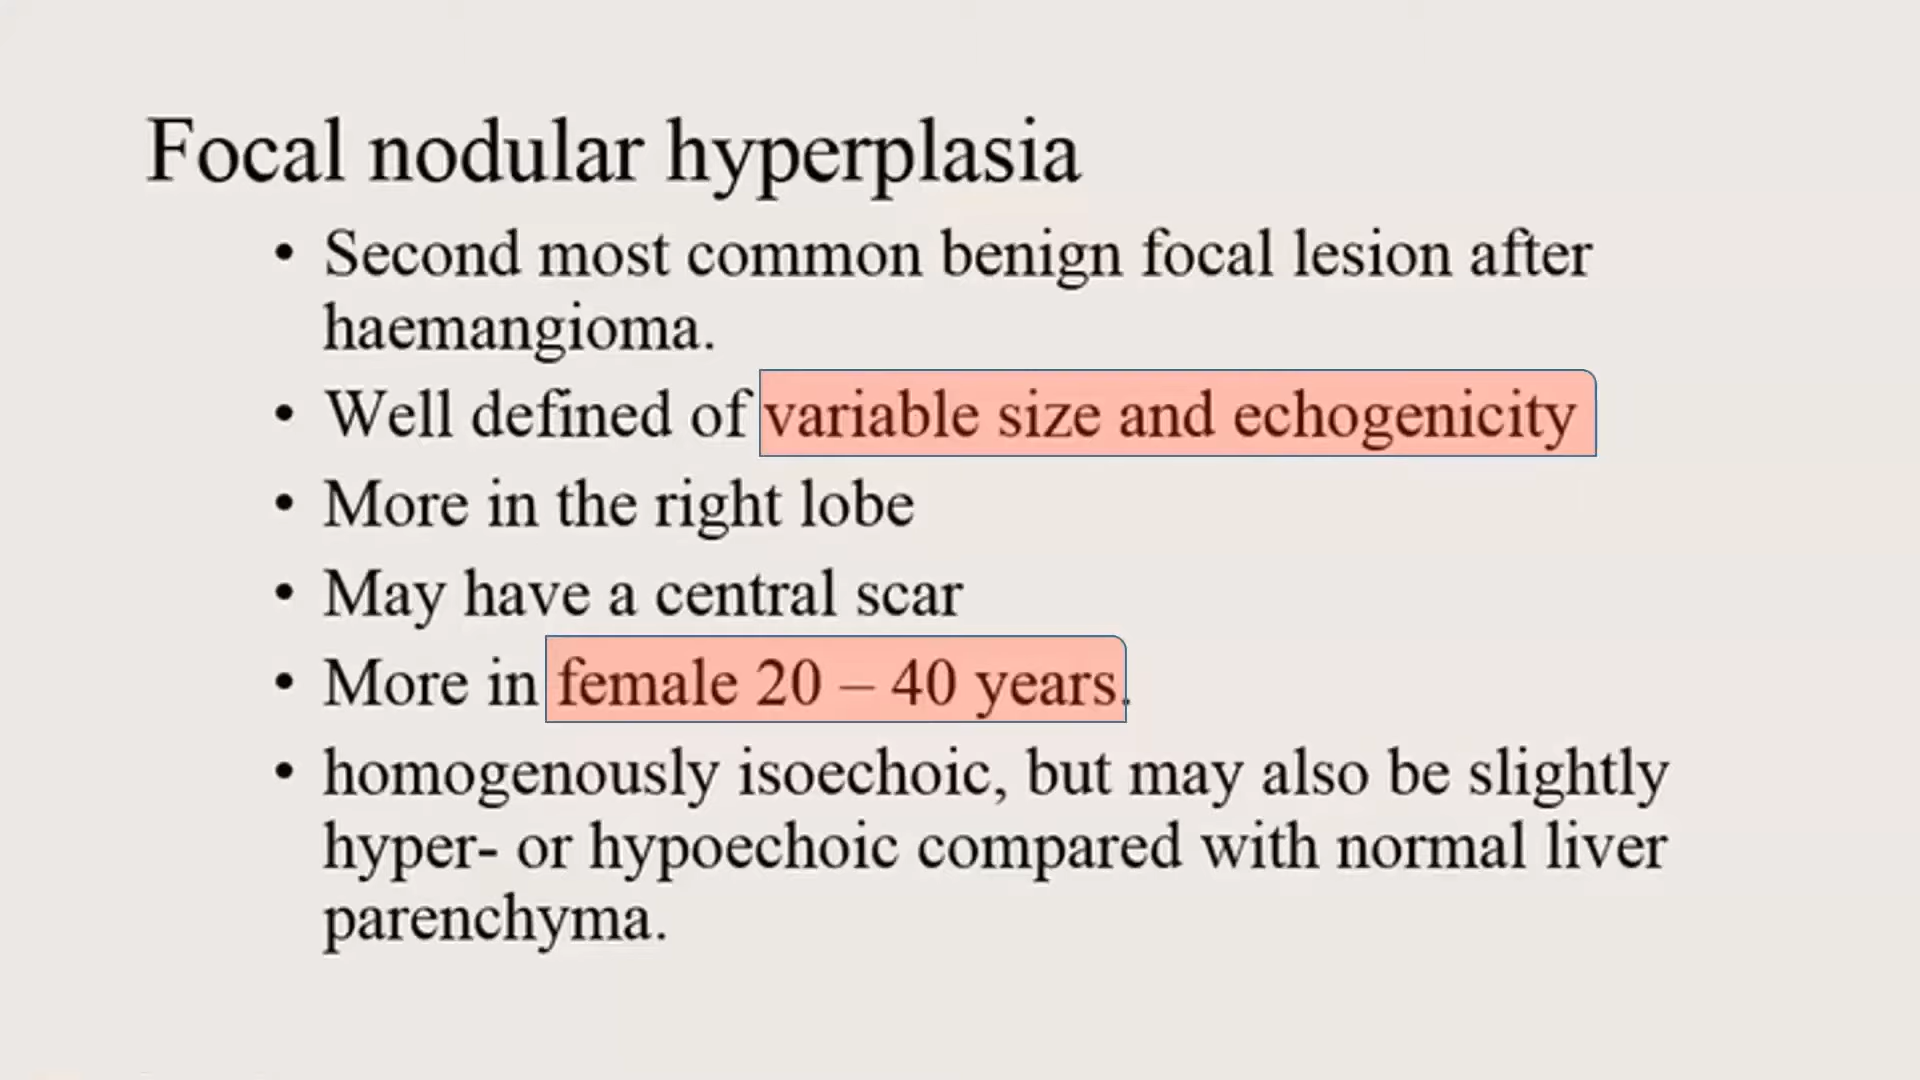 Focal nodular hyperplasia
• Second most common benign focal lesion after
haemangioma.
• Well defined of variable size and echogenicity
• More in the right lobe
• May have a central scar
• More in female 20 – 40 years.
• homogenously isoechoic, but may also be slightly
hyper- or hypoechoic compared with normal liver
parenchyma.